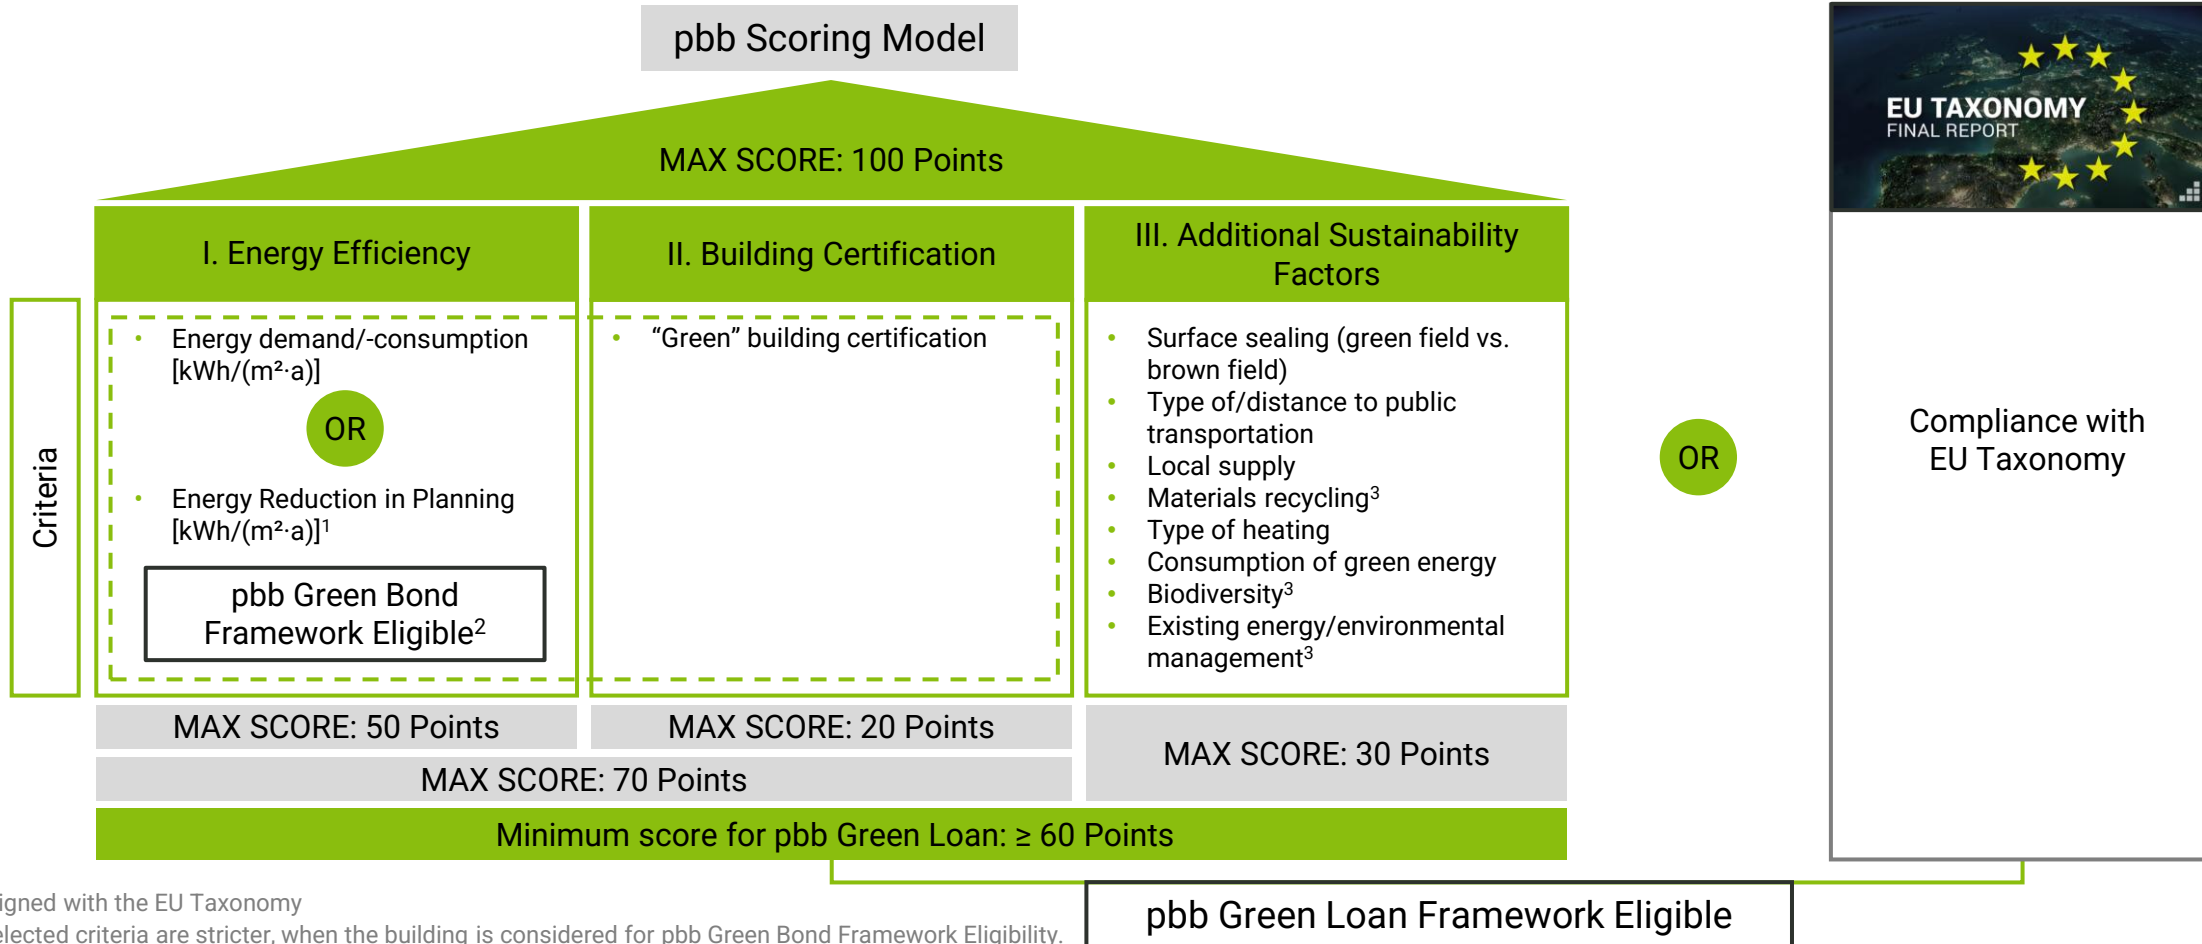 pbb Scoring Model
MAX SCORE: 100 Points
I. Energy Efficiency
II. Building Certification
III. Additional Sustainability
Factors
Criteria
• Energy demand/-consumption
[kWh/(m²·a)]
OR
• Energy Reduction in Planning
[kWh/(m²·a)]¹
pbb Green Bond
Framework Eligible²
• “Green” building certification
• Surface sealing (green field vs.
brown field)
• Type of/distance to public
transportation
• Local supply
• Materials recycling³
• Type of heating
• Consumption of green energy
• Biodiversity³
• Existing energy/environmental
management³
MAX SCORE: 50 Points
MAX SCORE: 20 Points
MAX SCORE: 70 Points
MAX SCORE: 30 Points
Minimum score for pbb Green Loan: ≥ 60 Points
OR
EU TAXONOMY
FINAL REPORT
Compliance with
EU Taxonomy
pbb Green Loan Framework Eligible
with the EU Taxonomy
criteria are stricter, when the building is considered for pbb Green Bond Framework Eligibility.